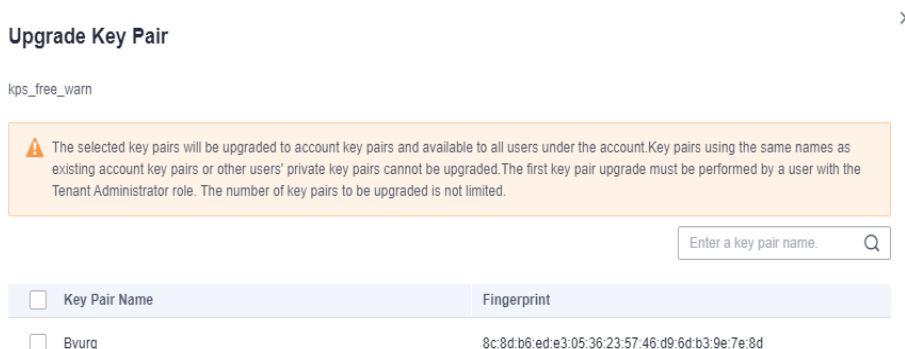 Upgrade Key Pair
kps_free_warn
The selected key pairs will be upgraded to account key pairs and available to all users under the account.Key pairs using the same names as
existing account key pairs or other users' private key pairs cannot be upgraded.The first key pair upgrade must be performed by a user with the
Tenant Administrator role. The number of key pairs to be upgraded is not limited.
Enter a key pair name.
Key Pair Name Fingerprint
Byurg 8c:8d:b6:ed:e3:05:36:23:57:46:d9:6d:b3:9e:7e:8d